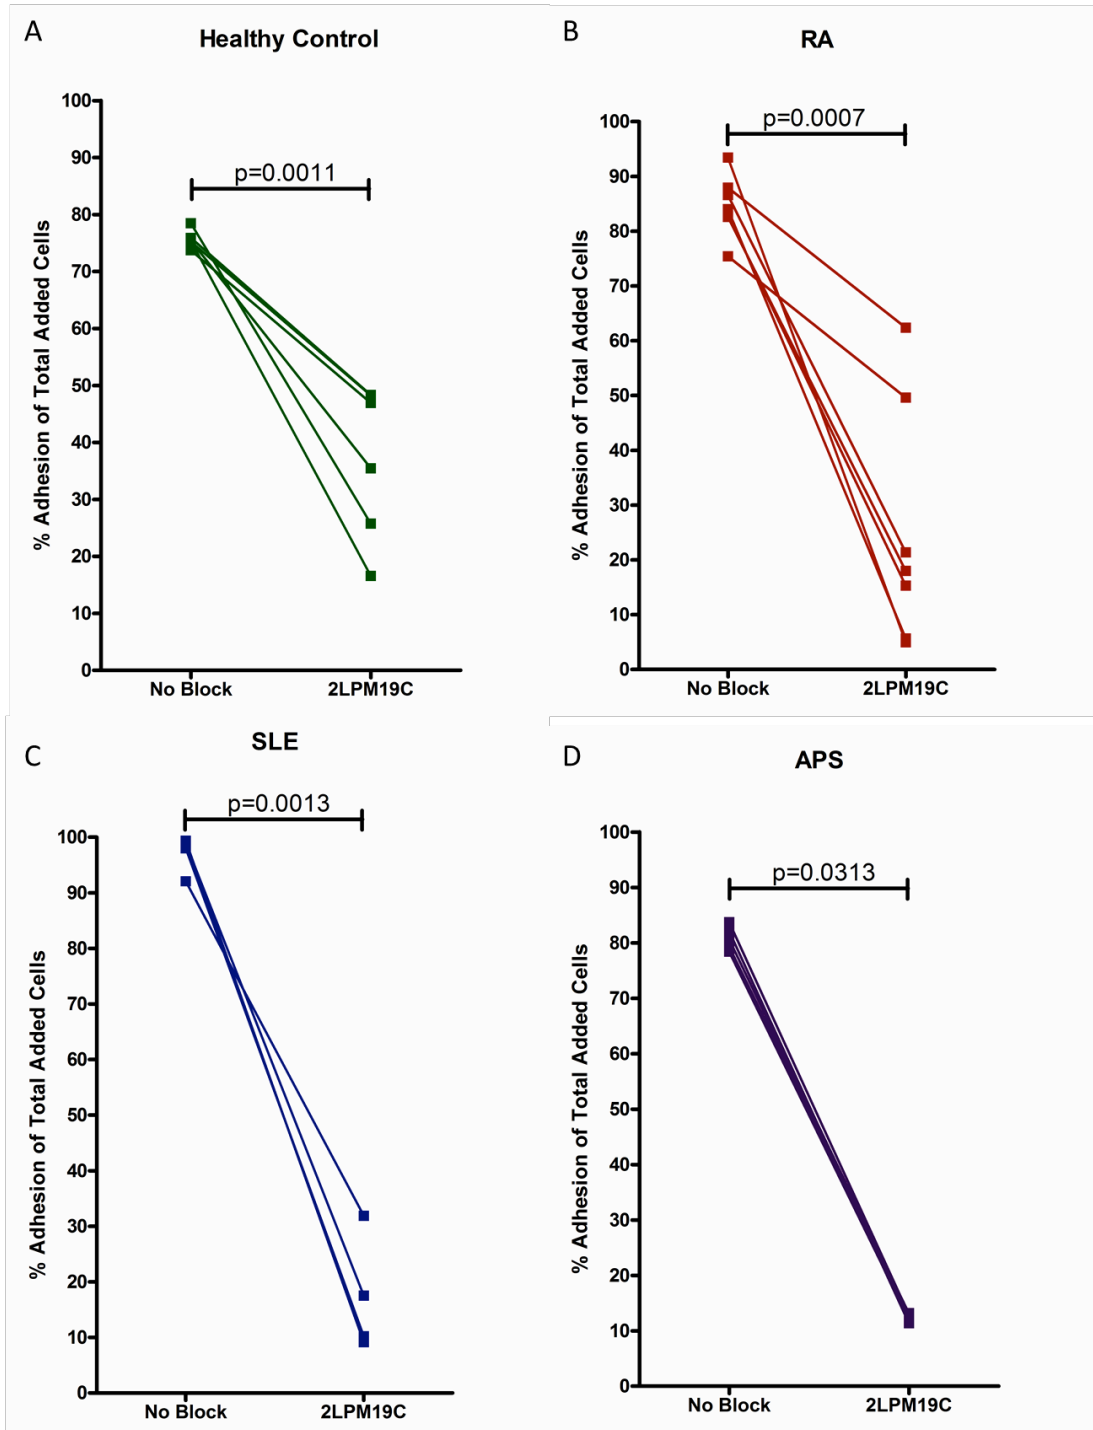 A
Healthy Control
p=0.0011
% Adhesion of Total Added Cells
100
90
80
70
60
50
40
30
20
10
0
No Block
2LPM19C
B
RA
p=0.0007
% Adhesion of Total Added Cells
100
90
80
70
60
50
40
30
20
10
0
No Block
2LPM19C
C
SLE
p=0.0013
% Adhesion of Total Added Cells
100
90
80
70
60
50
40
30
20
10
0
No Block
2LPM19C
D
APS
p=0.0313
% Adhesion of Total Added Cells
100
90
80
70
60
50
40
30
20
10
0
No Block
2LPM19C